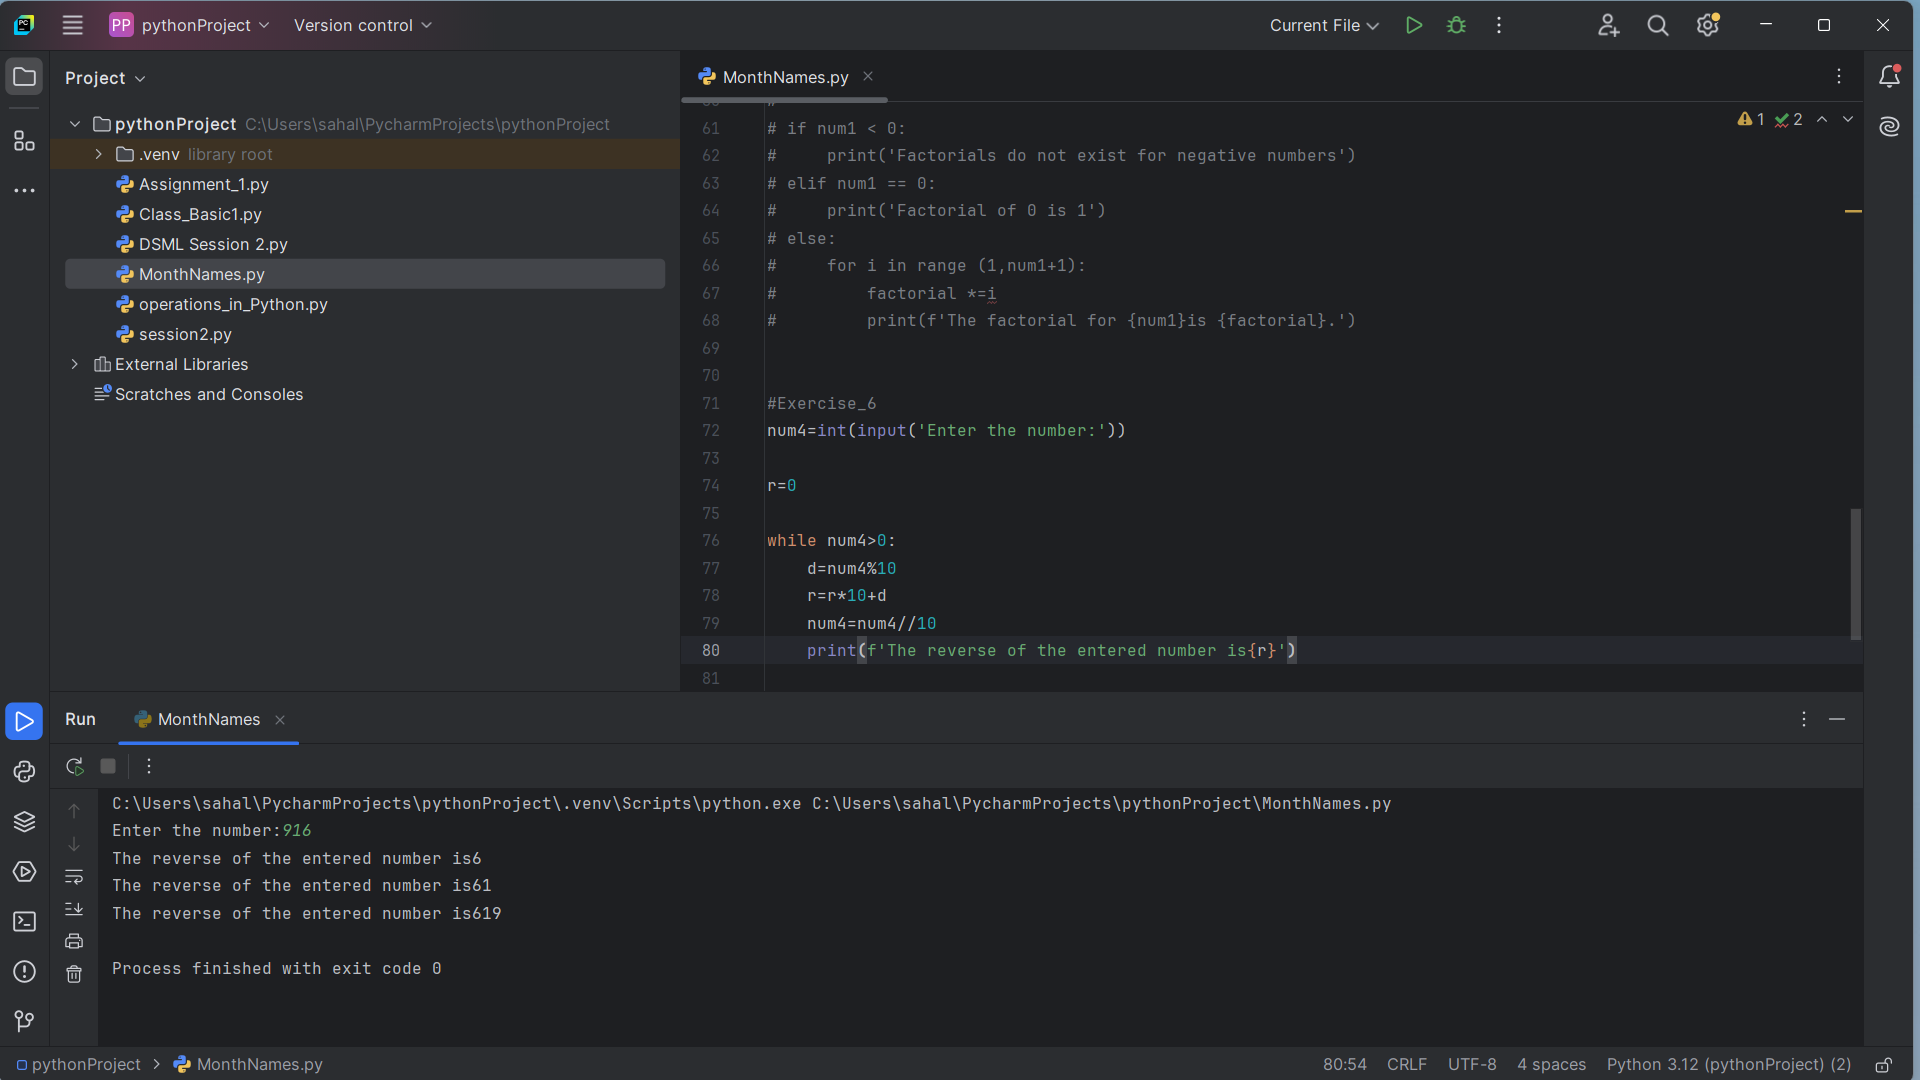 PC
PP pythonProject Version control Current File
Project
MonthNames.py
pythonProject C:\Users\sahal\PycharmProjects\pythonProject
.venv library root
Assignment_1.py
Class_Basic1.py
DSML Session 2.py
MonthNames.py
operations_in_Python.py
session2.py
External Libraries
Scratches and Consoles
1 2
61 # if num1 < 0:
62 #     print('Factorials do not exist for negative numbers')
63 # elif num1 == 0:
64 #     print('Factorial of 0 is 1')
65 # else:
66 #     for i in range (1,num1+1):
67 #         factorial *=i
68 #         print(f'The factorial for {num1}is {factorial}.')
69
70
71 #Exercise_6
72 num4=int(input('Enter the number:'))
73
74 r=0
75
76 while num4>0:
77     d=num4%10
78     r=r*10+d
79     num4=num4//10
80     print(f'The reverse of the entered number is{r}')
81
Run MonthNames
C:\Users\sahal\PycharmProjects\pythonProject\.venv\Scripts\python.exe C:\Users\sahal\PycharmProjects\pythonProject\MonthNames.py
Enter the number:916
The reverse of the entered number is6
The reverse of the entered number is61
The reverse of the entered number is619
Process finished with exit code 0
pythonProject > MonthNames.py 80:54 CRLF UTF-8 4 spaces Python 3.12 (pythonProject) (2)